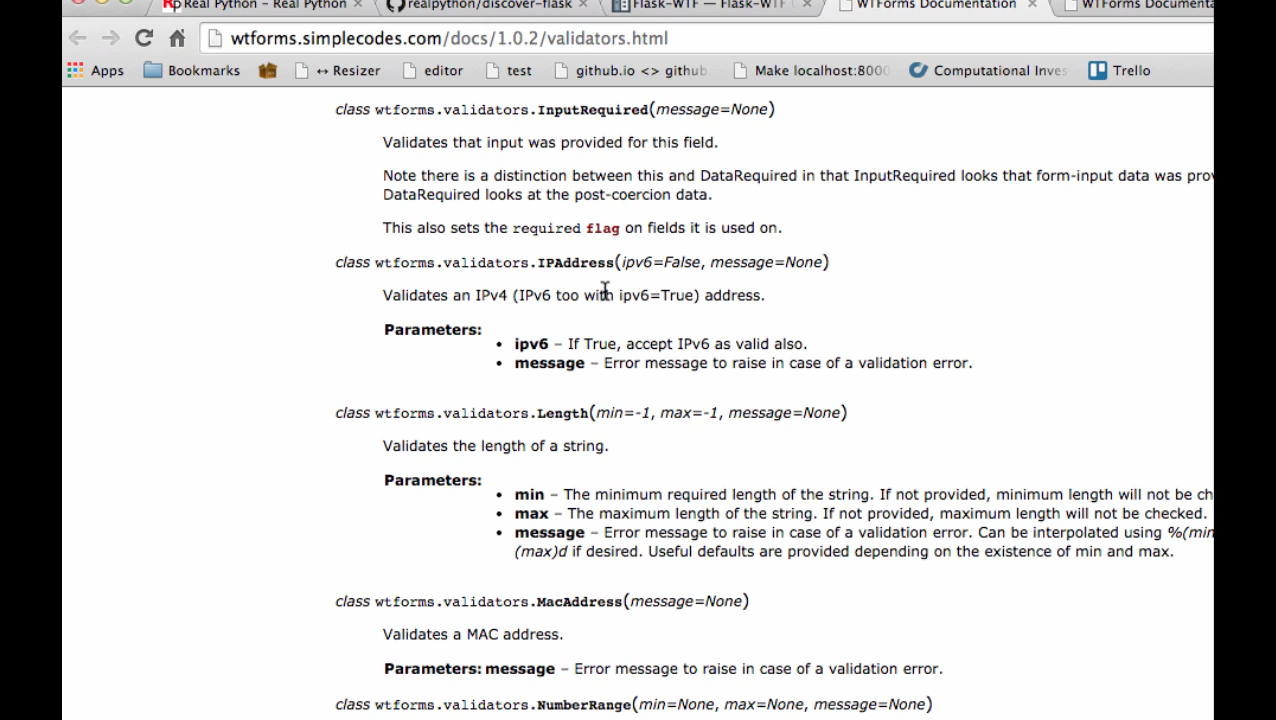 Real Python - Real Python × realpython/discover-flask × Flask-WTF — Flask-WTF × WTForms Documentation × WTForms Documenta
wtforms.simplecodes.com/docs/1.0.2/validators.html
Apps Bookmarks ↔ Resizer editor test github.io <> github. Make localhost:8000 Computational Inves Trello
class wtforms.validators.InputRequired(message=None)
Validates that input was provided for this field.
Note there is a distinction between this and DataRequired in that InputRequired looks that form-input data was prov
DataRequired looks at the post-coercion data.
This also sets the required flag on fields it is used on.
class wtforms.validators.IPAddress(ipv6=False, message=None)
Validates an IPv4 (IPv6 too with ipv6=True) address.
Parameters:
• ipv6 – If True, accept IPv6 as valid also.
• message – Error message to raise in case of a validation error.
class wtforms.validators.Length(min=-1, max=-1, message=None)
Validates the length of a string.
Parameters:
• min – The minimum required length of the string. If not provided, minimum length will not be ch
• max – The maximum length of the string. If not provided, maximum length will not be checked.
• message – Error message to raise in case of a validation error. Can be interpolated using %(min
(max)d if desired. Useful defaults are provided depending on the existence of min and max.
class wtforms.validators.MacAddress(message=None)
Validates a MAC address.
Parameters: message – Error message to raise in case of a validation error.
class wtforms.validators.NumberRange(min=None, max=None, message=None)